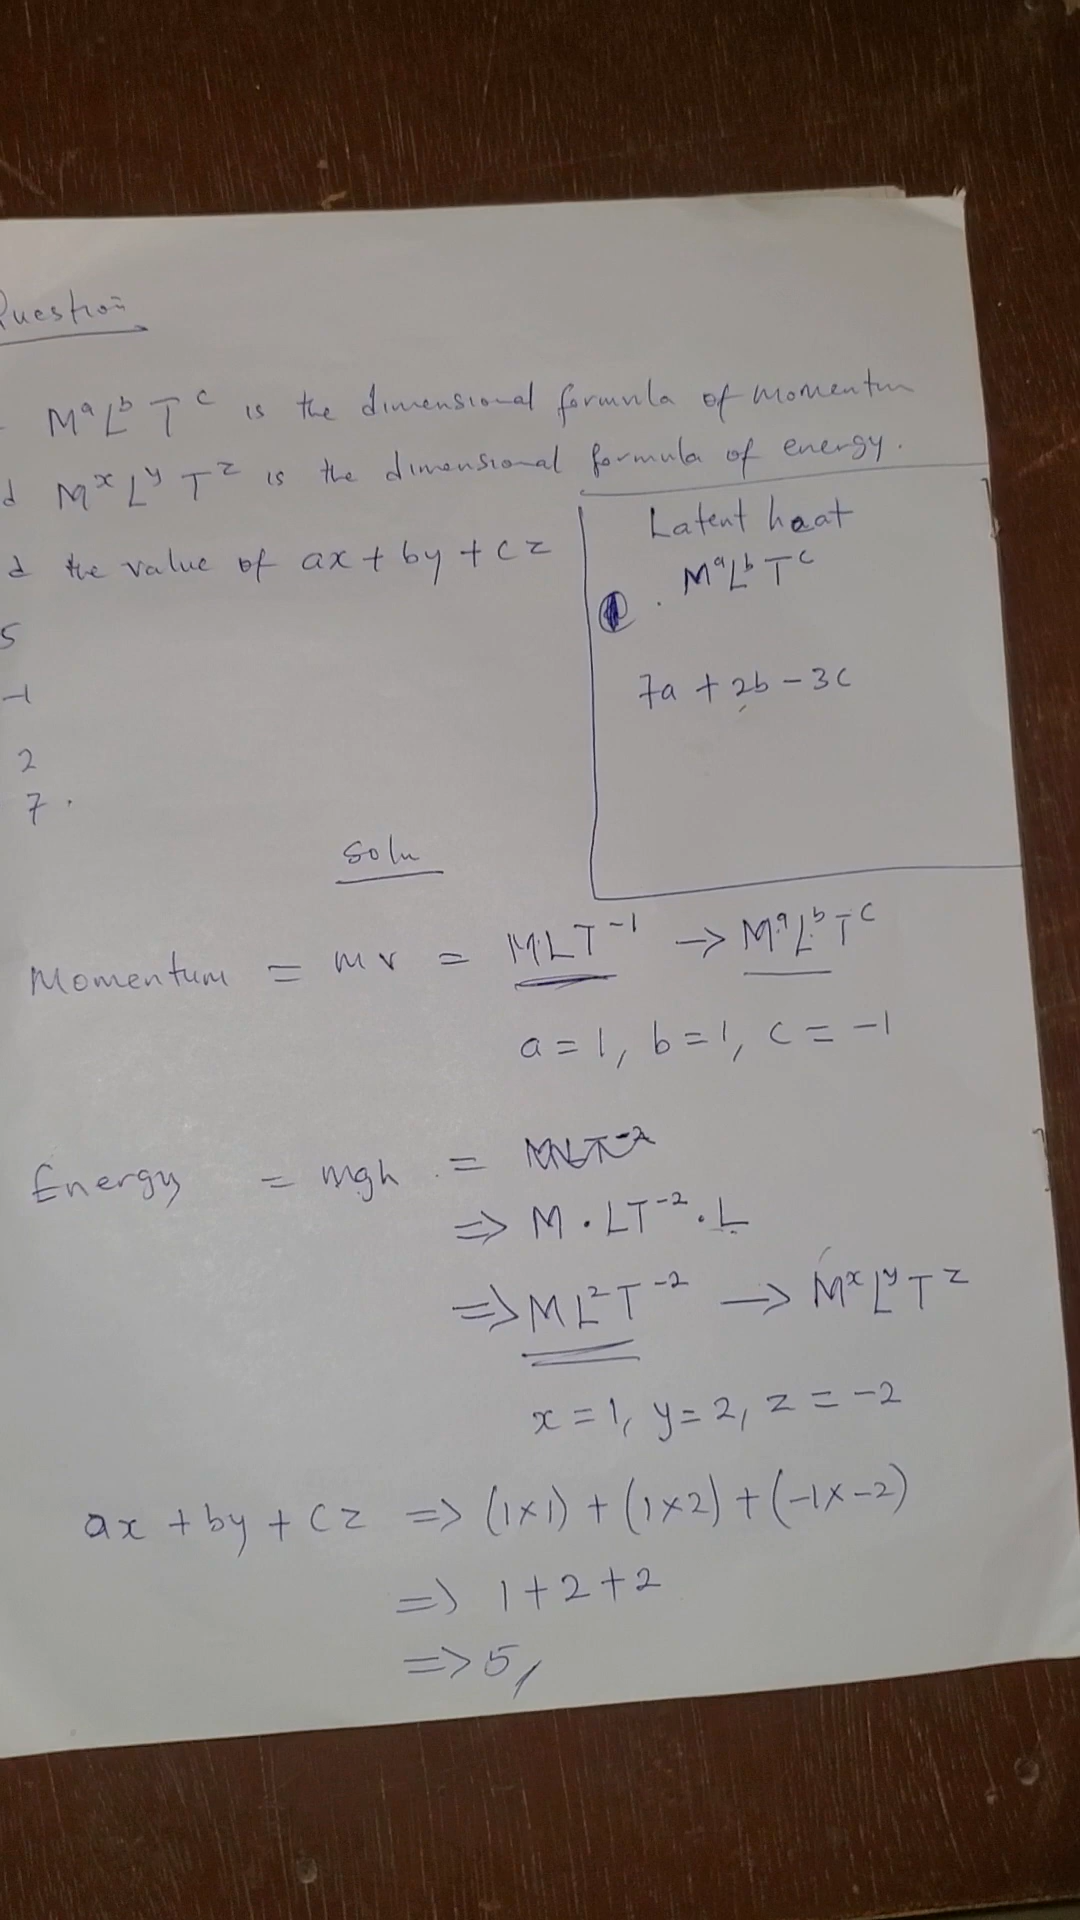 Question
MᵃLᵇTᶜ is the dimensional formula of momentum
d MˣLʸTᶻ is the dimensional formula of energy.
d the value of ax + by + cz
5
-1
2
7.
Latent heat
MᵃLᵇTᶜ
7a + 2b - 3c
Soln
Momentum = mv = MLT⁻¹ → MᵃLᵇTᶜ
a = 1, b = 1, c = -1
Energy = mgh = MLT⁻²
⇒ M · LT⁻² · L
⇒ ML²T⁻² → MˣLʸTᶻ
x = 1, y = 2, z = -2
ax + by + cz ⇒ (1×1) + (1×2) + (-1×-2)
⇒ 1 + 2 + 2
⇒ 5